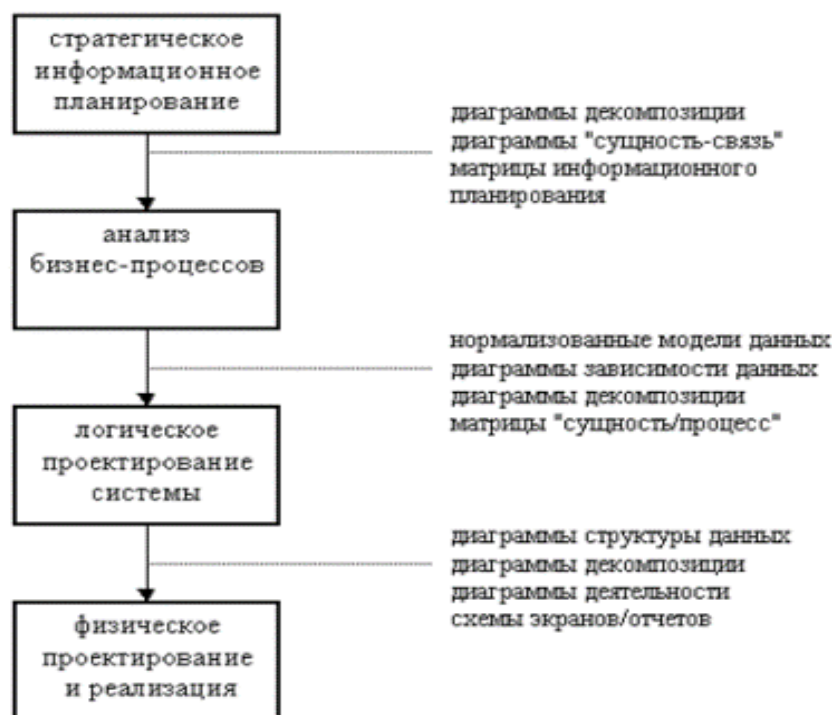 стратегическое
информационное
планирование
диаграммы декомпозиции
диаграммы "сущность-связь"
матрицы информационного
планирования
анализ
бизнес-процессов
нормализованные модели данных
диаграммы зависимости данных
диаграммы декомпозиции
матрицы "сущность/процесс"
логическое
проектирование
системы
диаграммы структуры данных
диаграммы декомпозиции
диаграммы деятельности
схемы экранов/отчетов
физическое
проектирование
и реализация